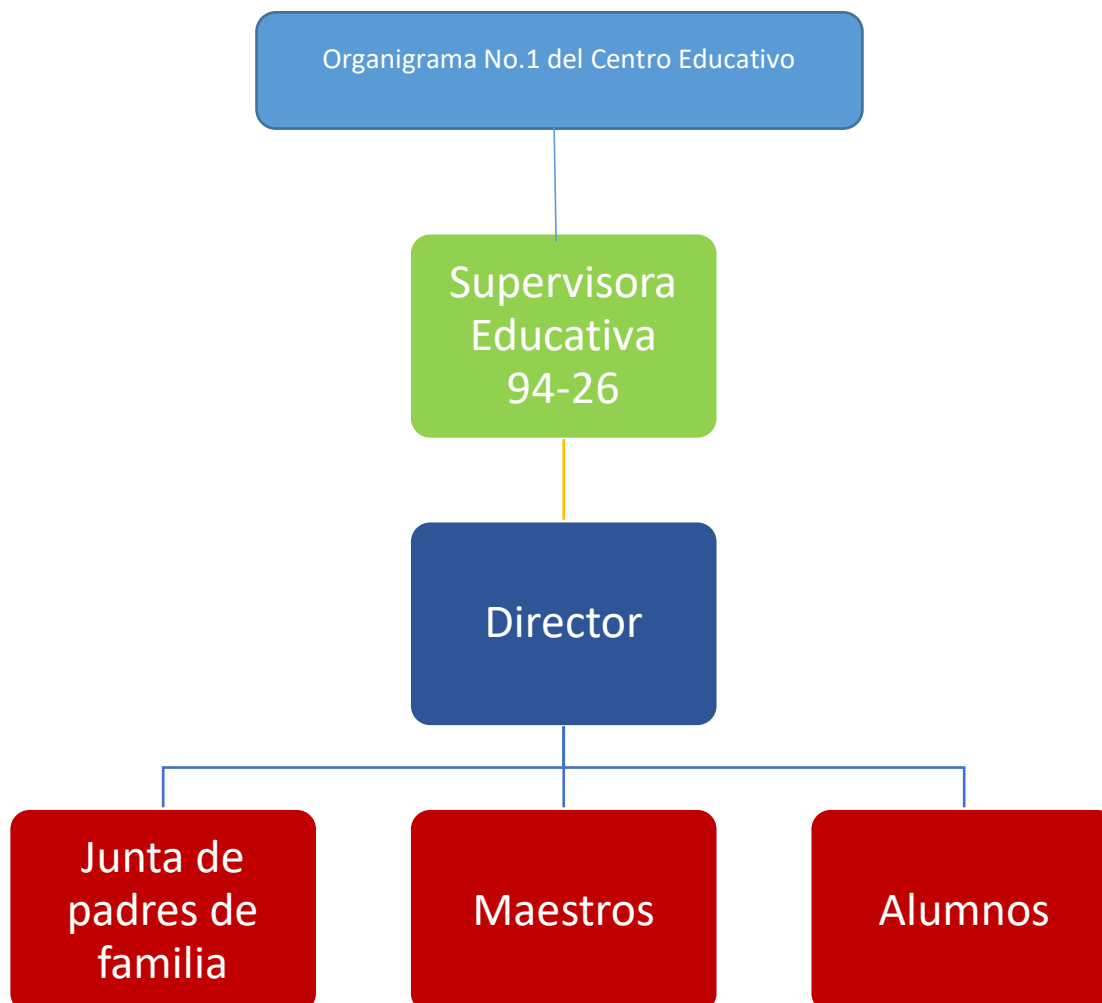 Organigrama No.1 del Centro Educativo
Supervisora
Educativa
94-26
Director
Junta de
padres de
familia
Maestros
Alumnos